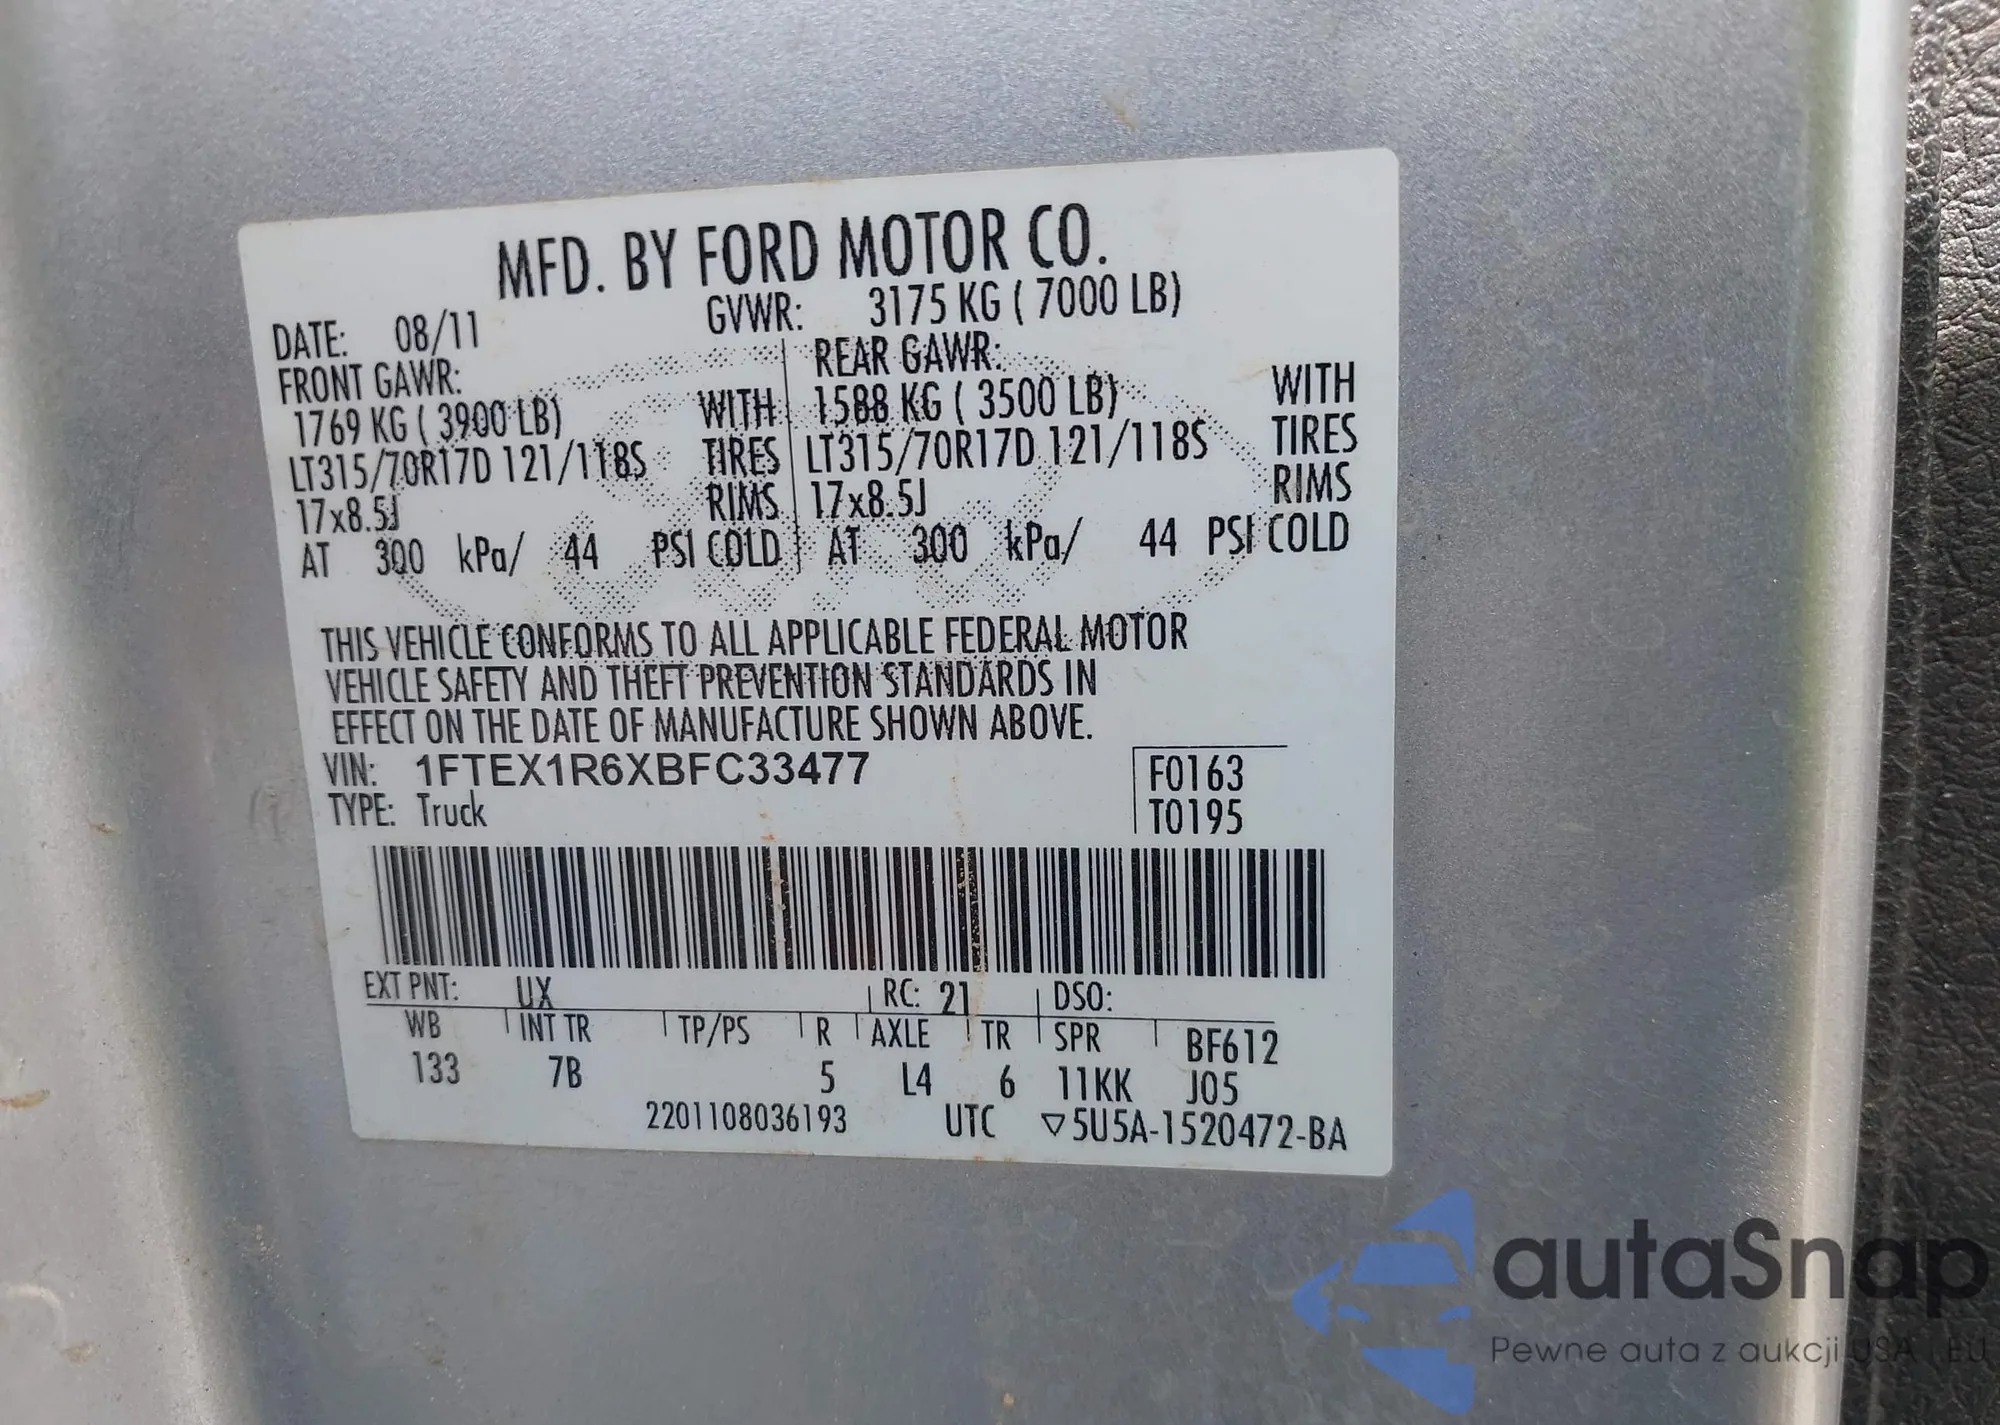 MFD. BY FORD MOTOR CO.
DATE: 08/11 GVWR: 3175 KG ( 7000 LB)
FRONT GAWR: REAR GAWR:
1769 KG ( 3900 LB) WITH 1588 KG ( 3500 LB) WITH
LT315/70R17D 121/118S TIRES LT315/70R17D 121/118S TIRES
17x8.5J RIMS 17x8.5J RIMS
AT 300 kPa/ 44 PSI COLD AT 300 kPa/ 44 PSI COLD
THIS VEHICLE CONFORMS TO ALL APPLICABLE FEDERAL MOTOR
VEHICLE SAFETY AND THEFT PREVENTION STANDARDS IN
EFFECT ON THE DATE OF MANUFACTURE SHOWN ABOVE.
VIN: 1FTEX1R6XBFC33477 F0163
TYPE: Truck T0195
EXT PNT: UX RC: 21 DSO:
WB INT TR TP/PS R AXLE TR SPR BF612
133 7B 5 L4 6 11KK J05
2201108036193 UTC ▽5U5A-1520472-BA
autaSnap
Pewne auta z aukcji USA i EU